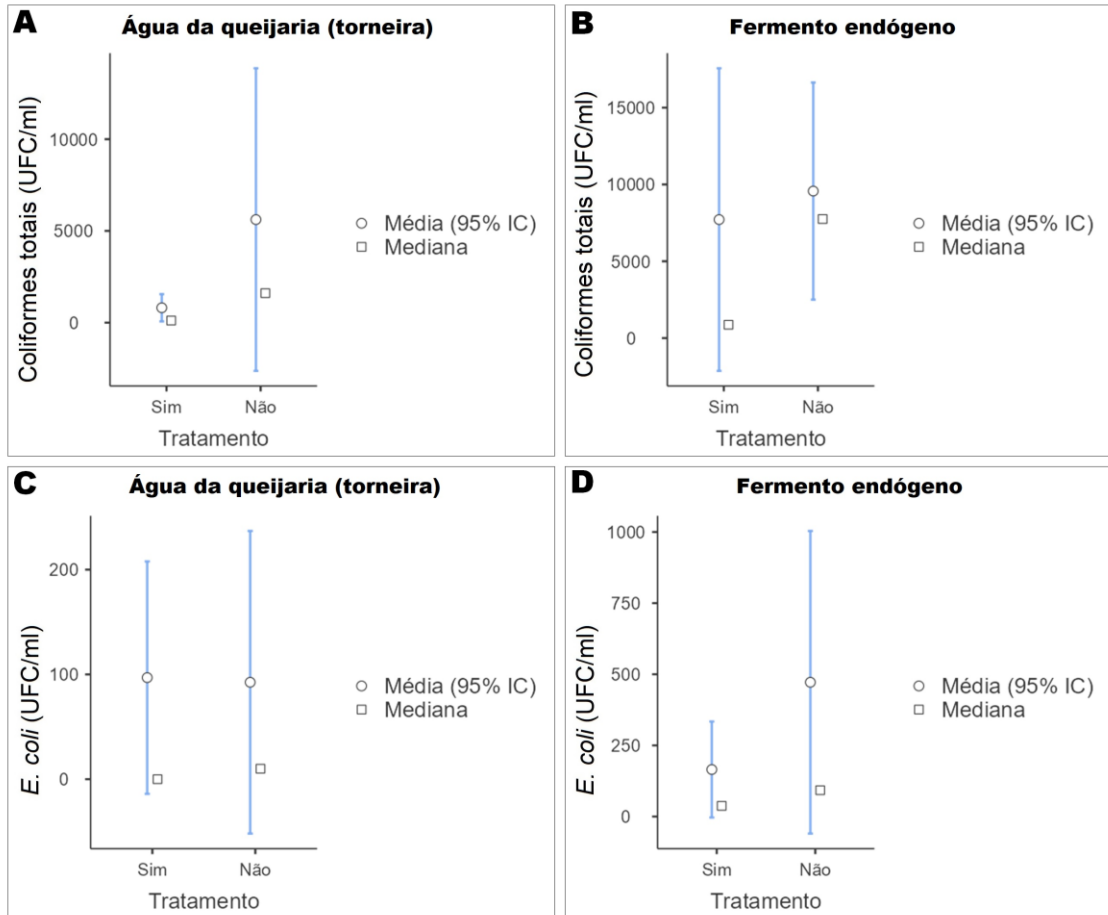 A
Água da queijaria (torneira)
Coliformes totais (UFC/ml)
10000
5000
0
Média (95% IC)
Mediana
Sim
Não
Tratamento
B
Fermento endógeno
Coliformes totais (UFC/ml)
15000
10000
5000
0
Média (95% IC)
Mediana
Sim
Não
Tratamento
C
Água da queijaria (torneira)
E. coli (UFC/ml)
200
100
0
Média (95% IC)
Mediana
Sim
Não
Tratamento
D
Fermento endógeno
E. coli (UFC/ml)
1000
750
500
250
0
Média (95% IC)
Mediana
Sim
Não
Tratamento